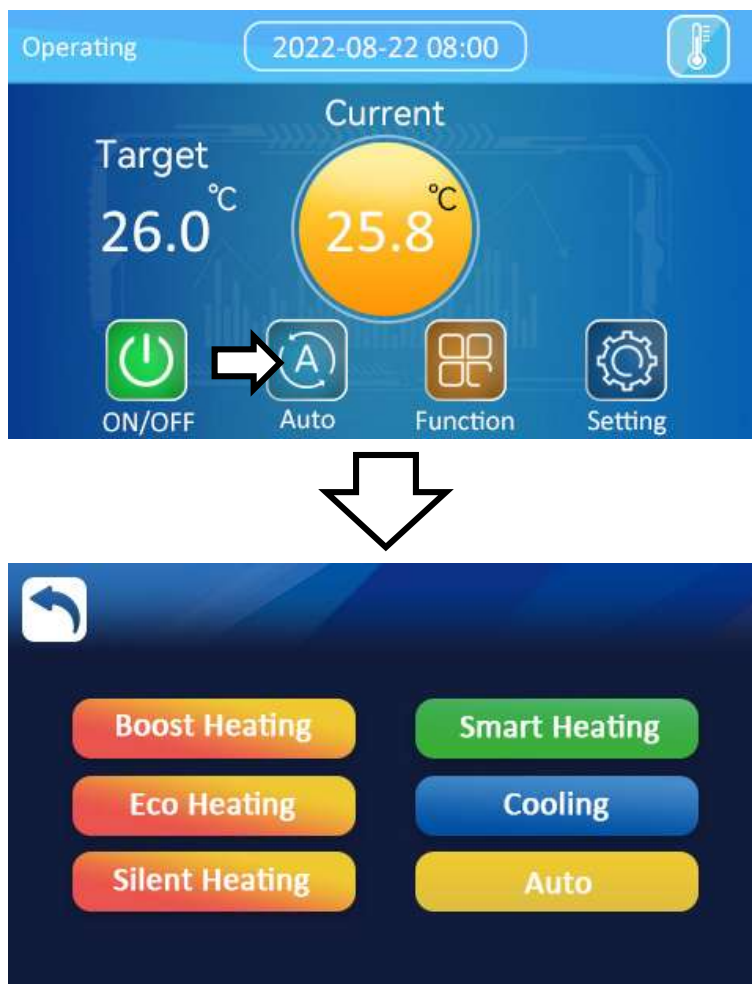 Operating
2022-08-22 08:00
Current
Target
26.0°C
25.8°C
A
ON/OFF
Auto
Function
Setting
Boost Heating
Smart Heating
Eco Heating
Cooling
Silent Heating
Auto